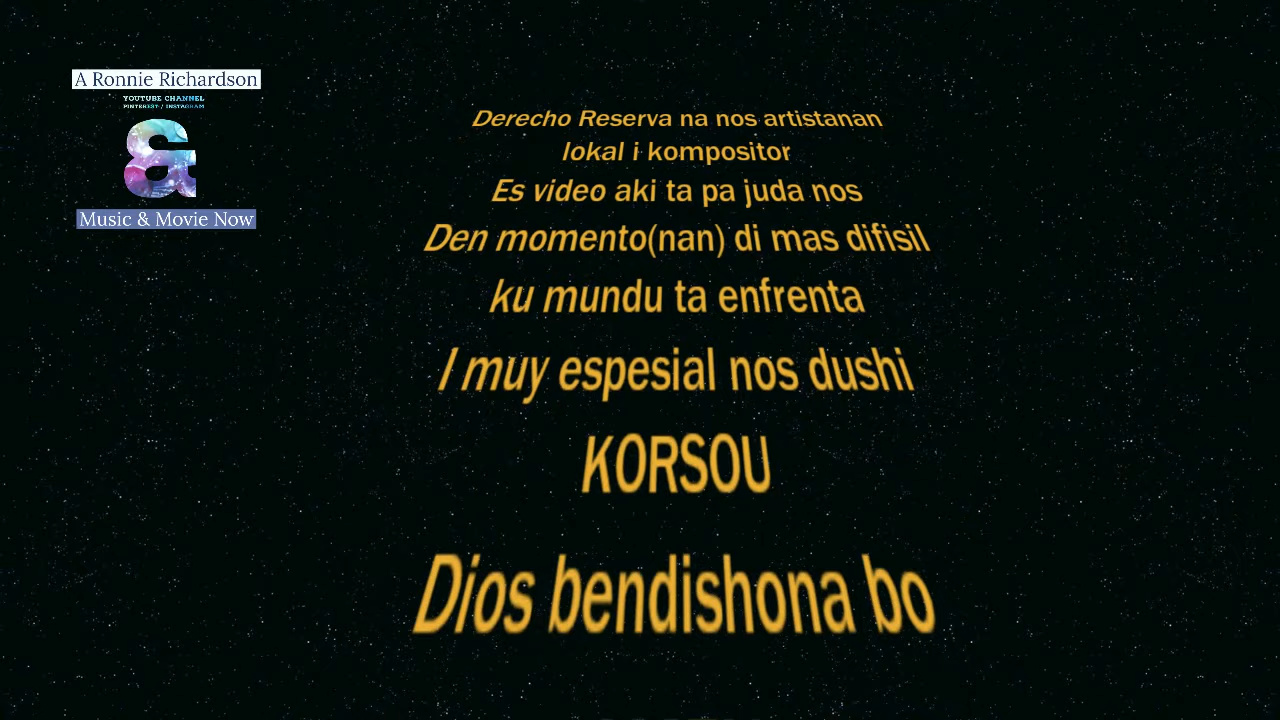 A Ronnie Richardson
YOUTUBE CHANNEL
PINTEREST / INSTAGRAM
&
Music & Movie Now
Derecho Reserva na nos artistanan
lokal i kompositor
Es video aki ta pa juda nos
Den momento(nan) di mas difisil
ku mundu ta enfrenta
I muy espesial nos dushi
KORSOU
Dios bendishona bo